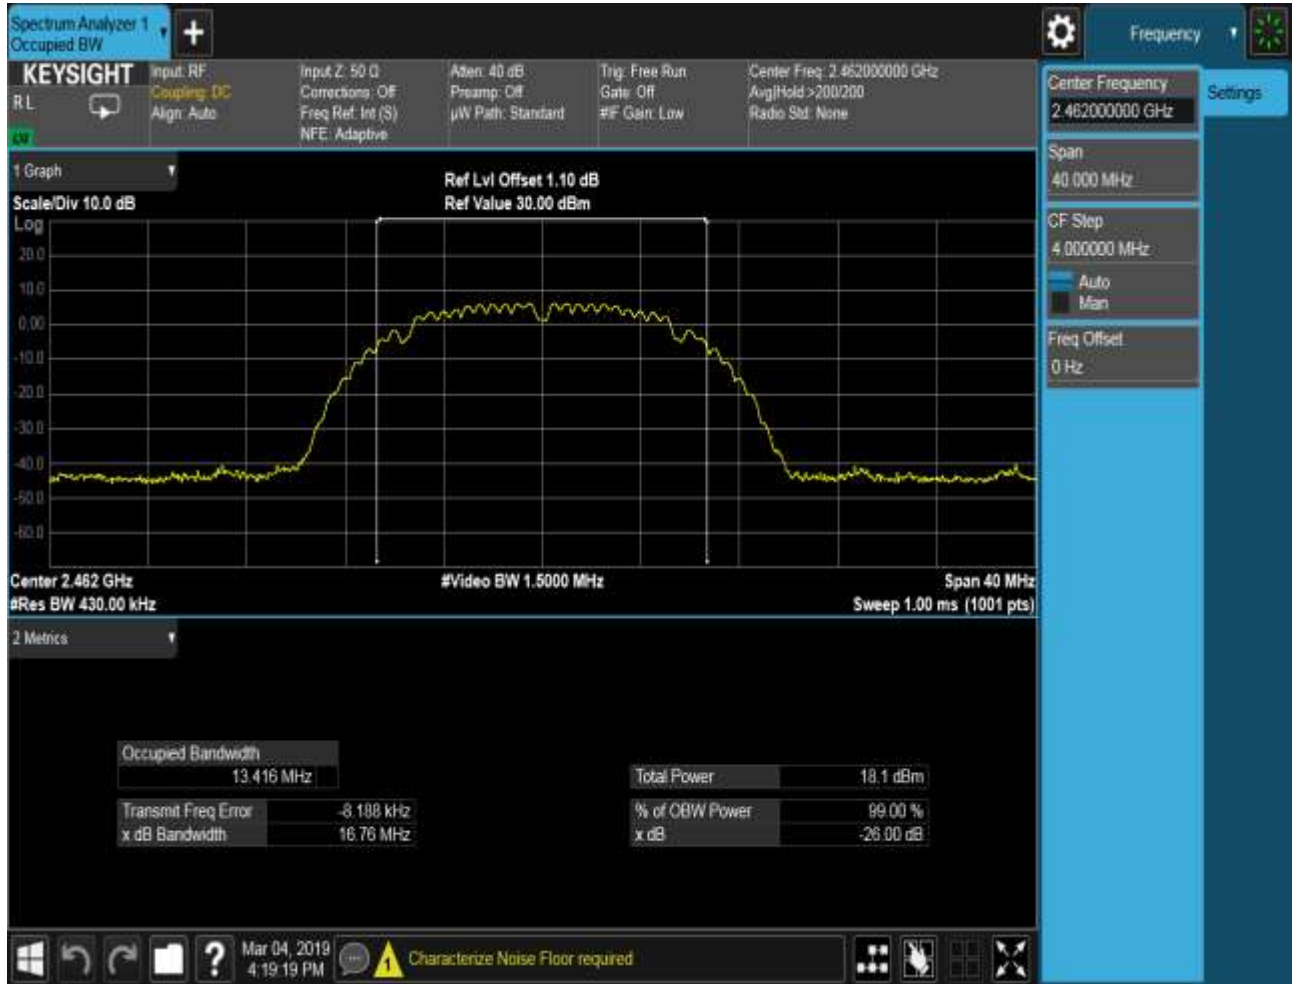 Spectrum Analyzer 1
Occupied BW
Frequency
KEYSIGHT
R L
Input: RF
Coupling: DC
Align: Auto
Input Z: 50 Ω
Corrections: Off
Freq Ref: Int (S)
NFE: Adaptive
Atten: 40 dB
Preamp: Off
µW Path: Standard
Trig: Free Run
Gate: Off
#IF Gain: Low
Center Freq: 2.462000000 GHz
Avg|Hold:>200/200
Radio Std: None
Center Frequency
2.462000000 GHz
Settings
Span
40.000 MHz
CF Step
4.000000 MHz
Auto
Man
Freq Offset
0 Hz
1 Graph
Scale/Div 10.0 dB
Ref Lvl Offset 1.10 dB
Ref Value 30.00 dBm
Log
20.0
10.0
0.00
-10.0
-20.0
-30.0
-40.0
-50.0
-60.0
Center 2.462 GHz
#Video BW 1.5000 MHz
Span 40 MHz
#Res BW 430.00 kHz
Sweep 1.00 ms (1001 pts)
2 Metrics
Occupied Bandwidth
13.416 MHz
Transmit Freq Error -8.188 kHz
x dB Bandwidth 16.76 MHz
Total Power 18.1 dBm
% of OBW Power 99.00 %
x dB -26.00 dB
?
Mar 04, 2019
4:19:19 PM
1
Characterize Noise Floor required